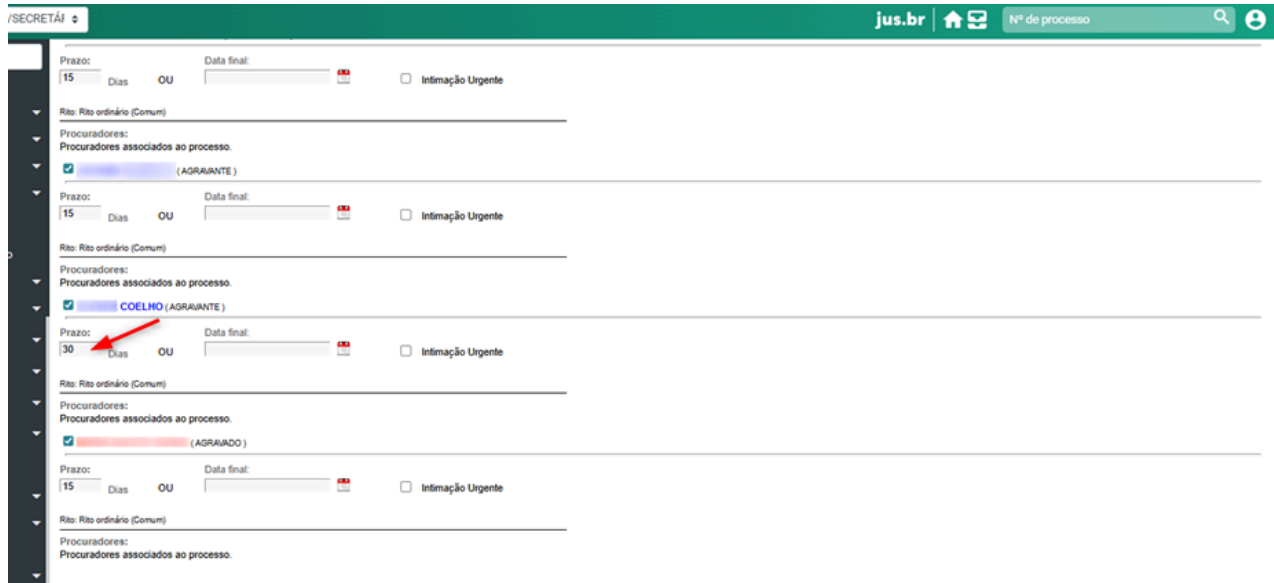 /SECRETÁF
jus.br
Nº de processo
Prazo: Data final:
15 Dias OU Intimação Urgente
Rito: Rito ordinário (Comum)
Procuradores:
Procuradores associados ao processo.
(AGRAVANTE)
Prazo: Data final:
15 Dias OU Intimação Urgente
Rito: Rito ordinário (Comum)
Procuradores:
Procuradores associados ao processo.
COELHO (AGRAVANTE)
Prazo: Data final:
30 Dias OU Intimação Urgente
Rito: Rito ordinário (Comum)
Procuradores:
Procuradores associados ao processo.
(AGRAVADO)
Prazo: Data final:
15 Dias OU Intimação Urgente
Rito: Rito ordinário (Comum)
Procuradores:
Procuradores associados ao processo.